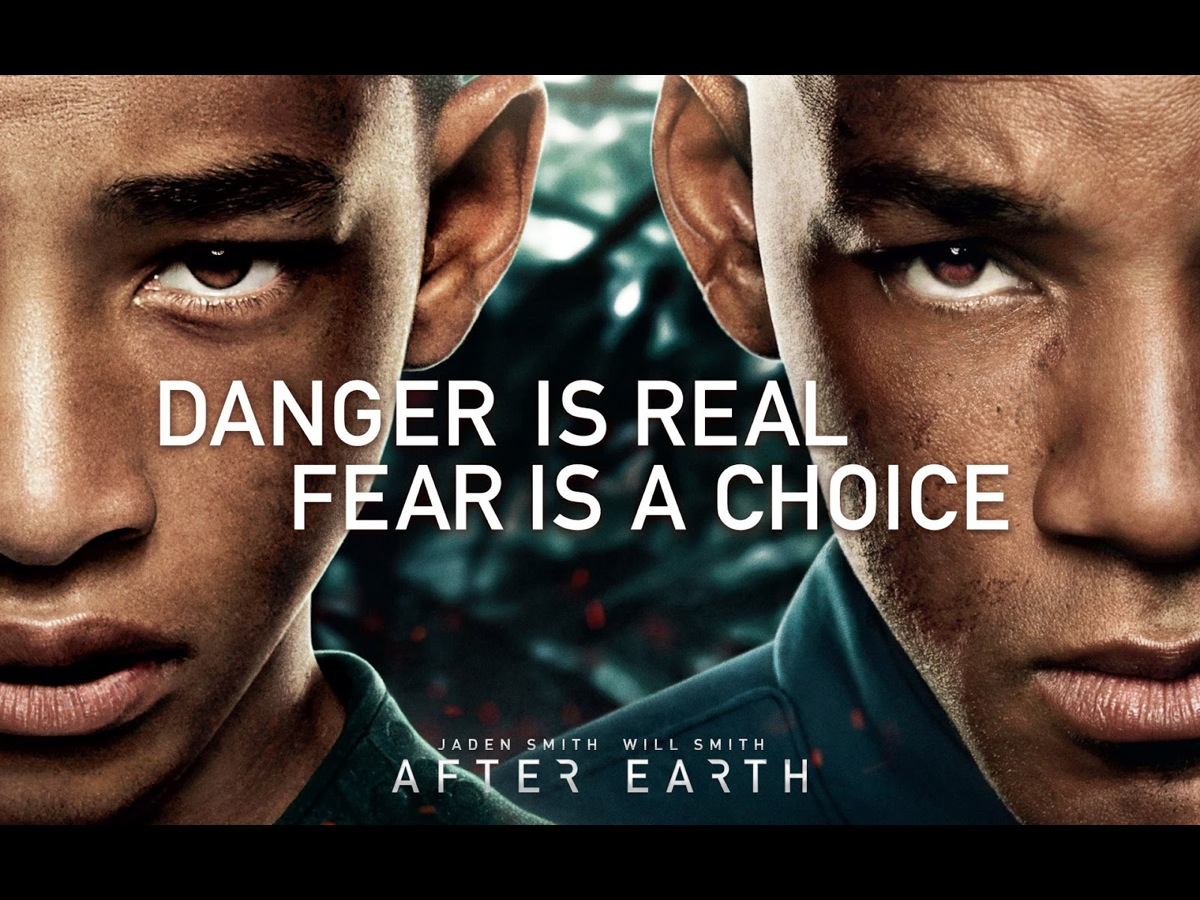 DANGER IS REAL
FEAR IS A CHOICE
JADEN SMITH WILL SMITH
AFTER EARTH